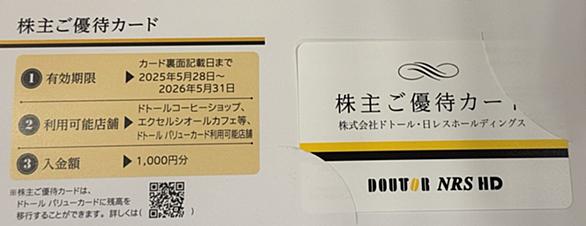 株主ご優待カード
1 有効期限 ▶ カード裏面記載日まで
2025年5月28日～
2026年5月31日
2 利用可能店舗 ▶ ドトールコーヒーショップ、
エクセルシオールカフェ等、
ドトール バリューカード利用可能店舗
3 入金額 ▶ 1,000円分
※株主ご優待カードは、
ドトール バリューカードに残高を
移行することができます。詳しくは( )
株主ご優待カー
株式会社ドトール・日レスホールディングス
DOUTOR NRS HD